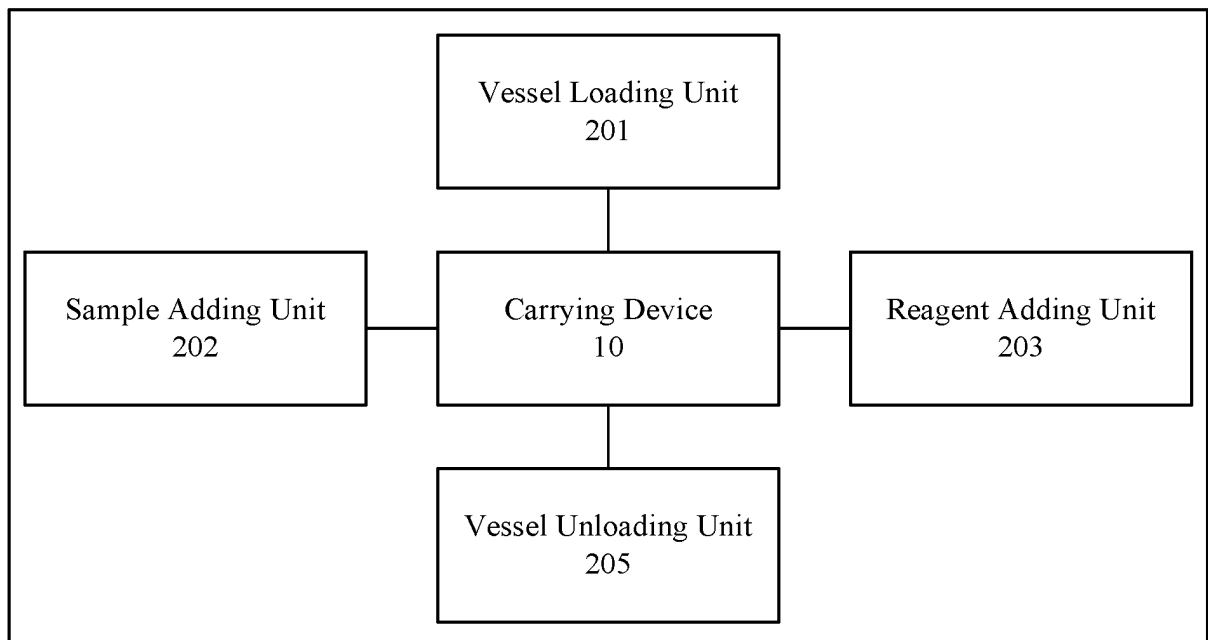 Vessel Loading Unit
201
Sample Adding Unit
202
Carrying Device
10
Reagent Adding Unit
203
Vessel Unloading Unit
205